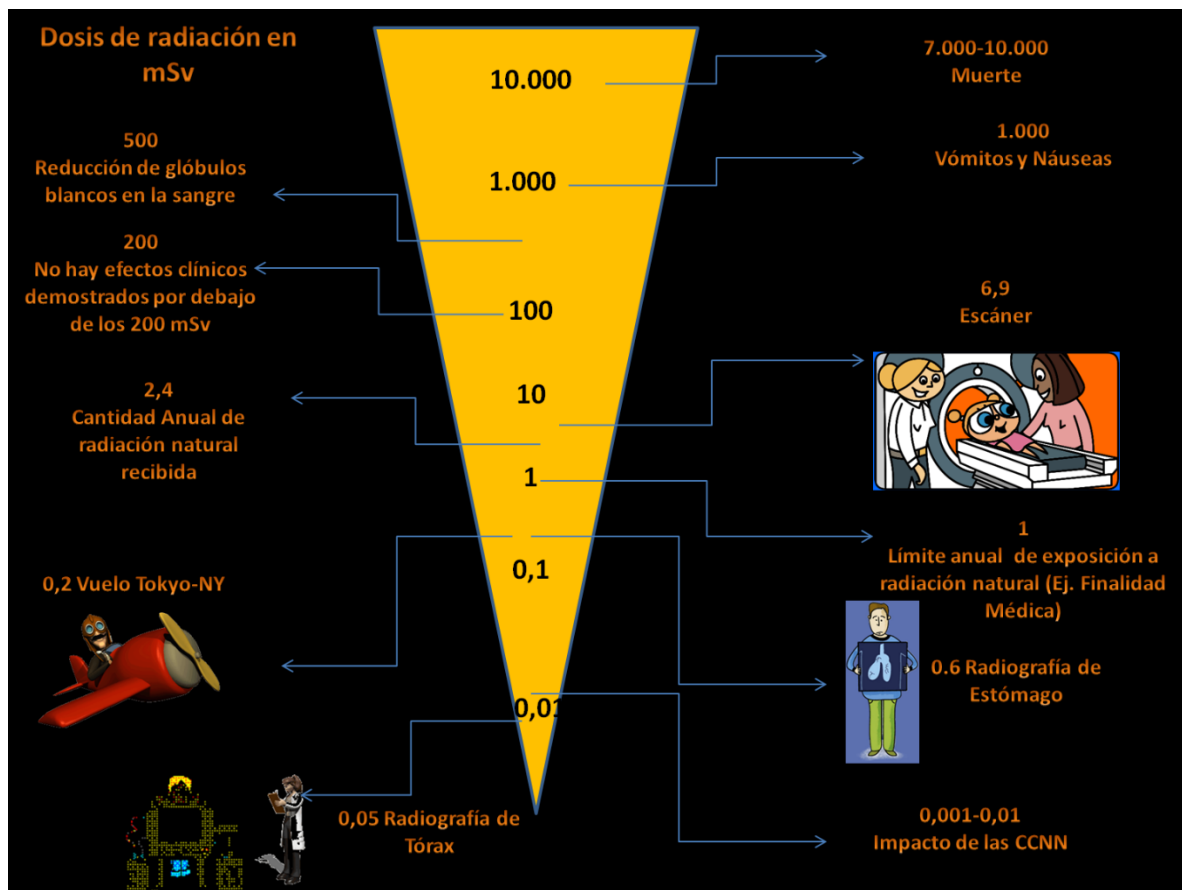 Dosis de radiación en
mSv
500
Reducción de glóbulos
blancos en la sangre
200
No hay efectos clínicos
demostrados por debajo
de los 200 mSv
2,4
Cantidad Anual de
radiación natural
recibida
0,2 Vuelo Tokyo-NY
0,05 Radiografía de
Tórax
10.000
1.000
100
10
1
0,1
0,01
7.000-10.000
Muerte
1.000
Vómitos y Náuseas
6,9
Escáner
1
Límite anual de exposición a
radiación natural (Ej. Finalidad
Médica)
0.6 Radiografía de
Estómago
0,001-0,01
Impacto de las CCNN